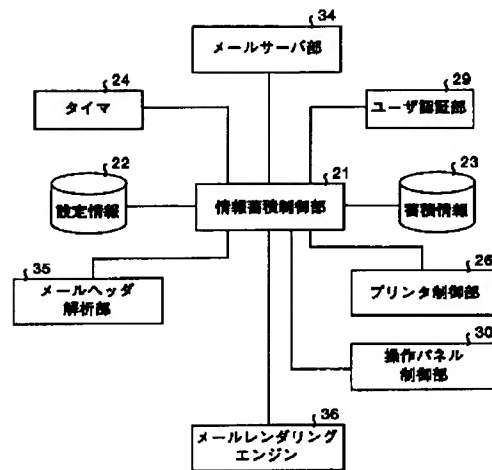 34
メールサーバ部
24
タイマ
29
ユーザ認証部
22
設定情報
21
情報蓄積制御部
23
蓄積情報
35
メールヘッダ
解析部
26
プリンタ制御部
30
操作パネル
制御部
36
メールレンダリング
エンジン